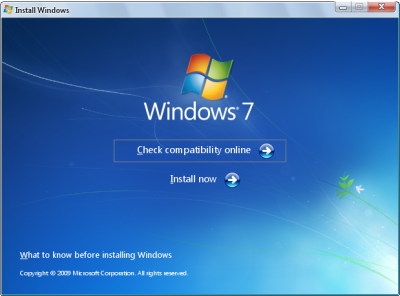 Install Windows
Windows 7
Check compatibility online
Install now
What to know before installing Windows
Copyright © 2009 Microsoft Corporation. All rights reserved.